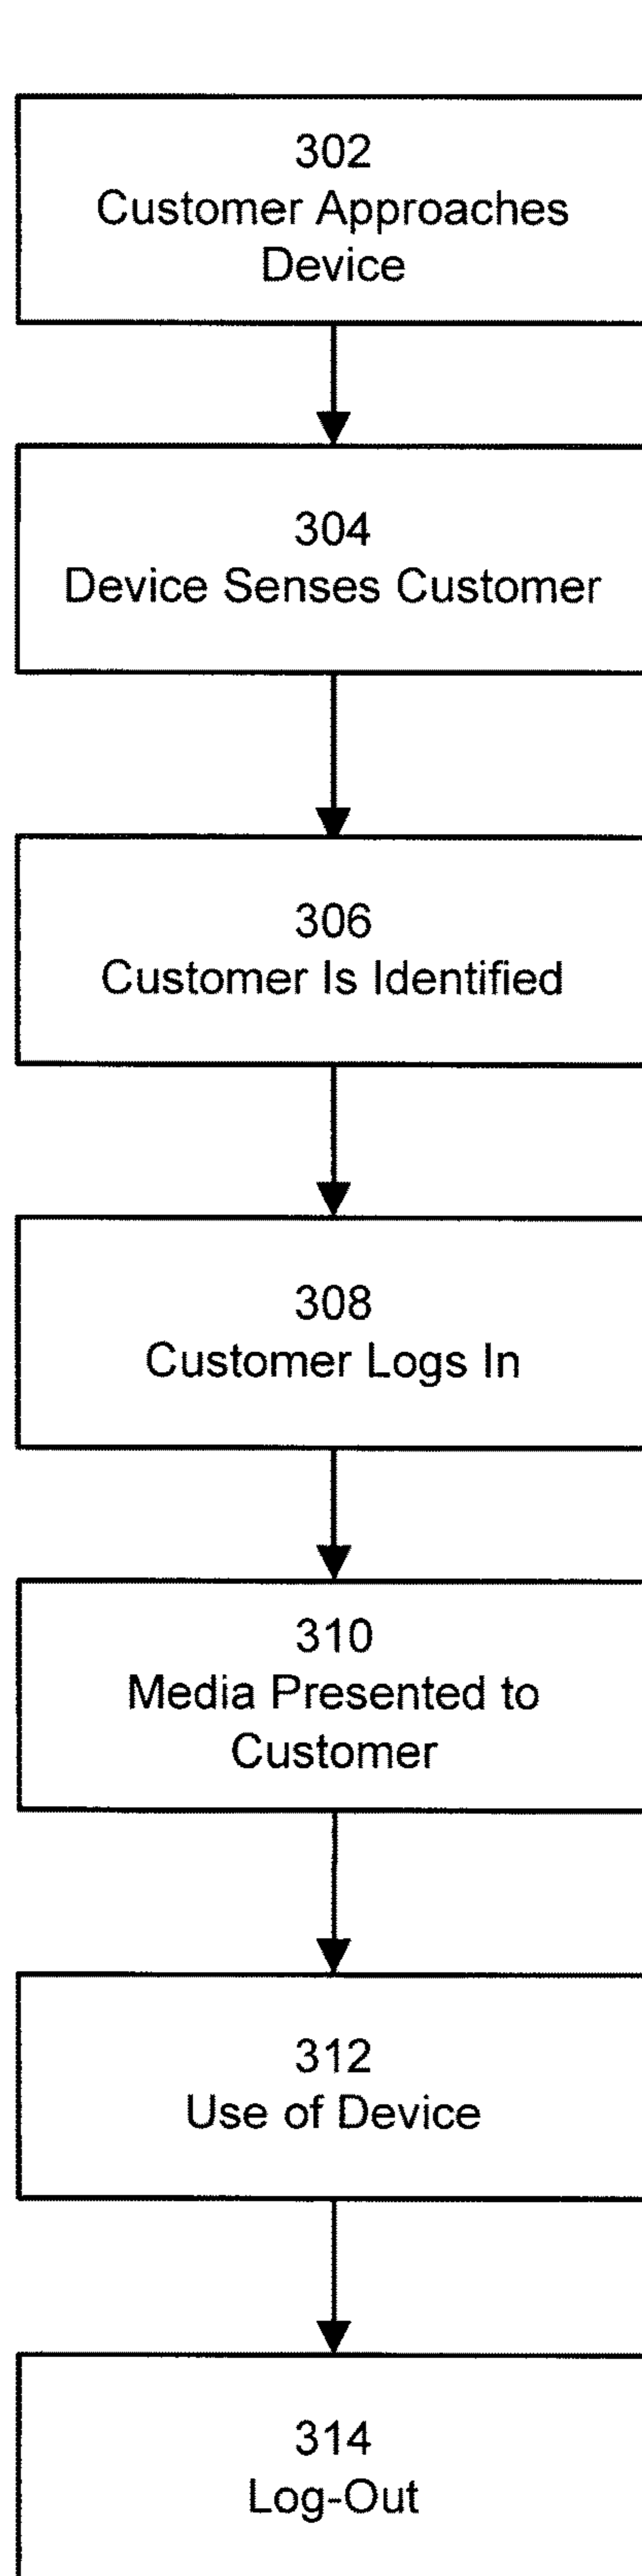 302
Customer Approaches
Device
304
Device Senses Customer
306
Customer Is Identified
308
Customer Logs In
310
Media Presented to
Customer
312
Use of Device
314
Log-Out